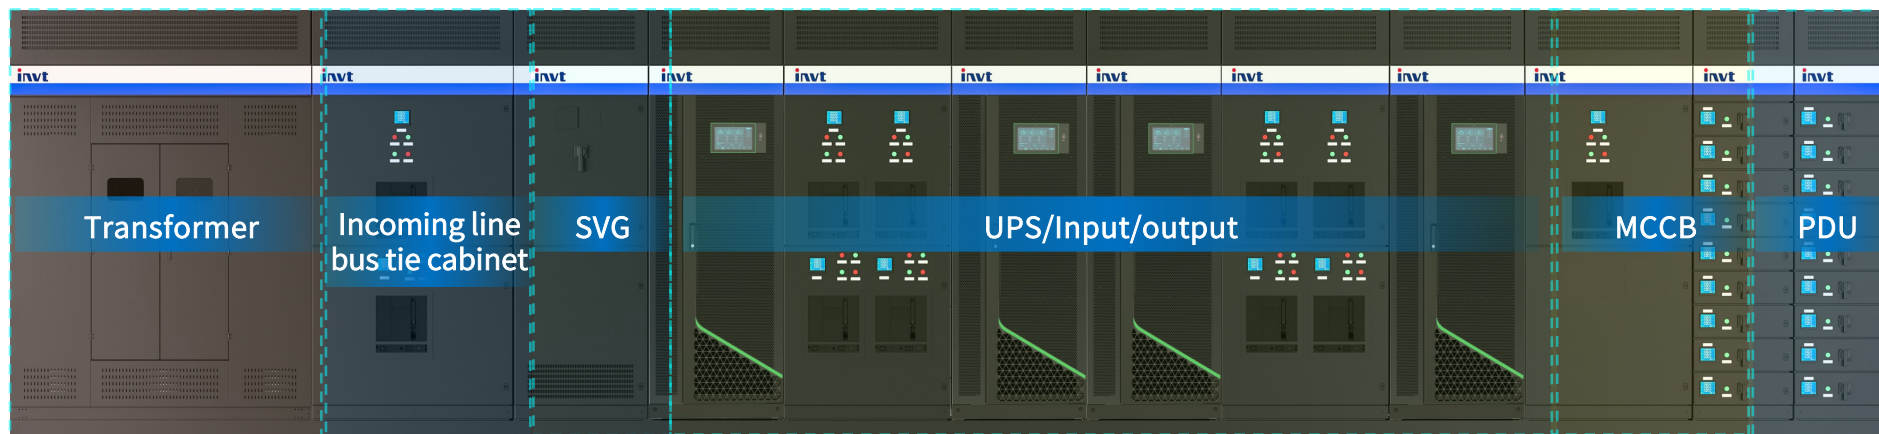 invt invt invt invt invt invt invt invt invt invt invt invt
Transformer
Incoming line
bus tie cabinet
SVG
UPS/Input/output
MCCB
PDU